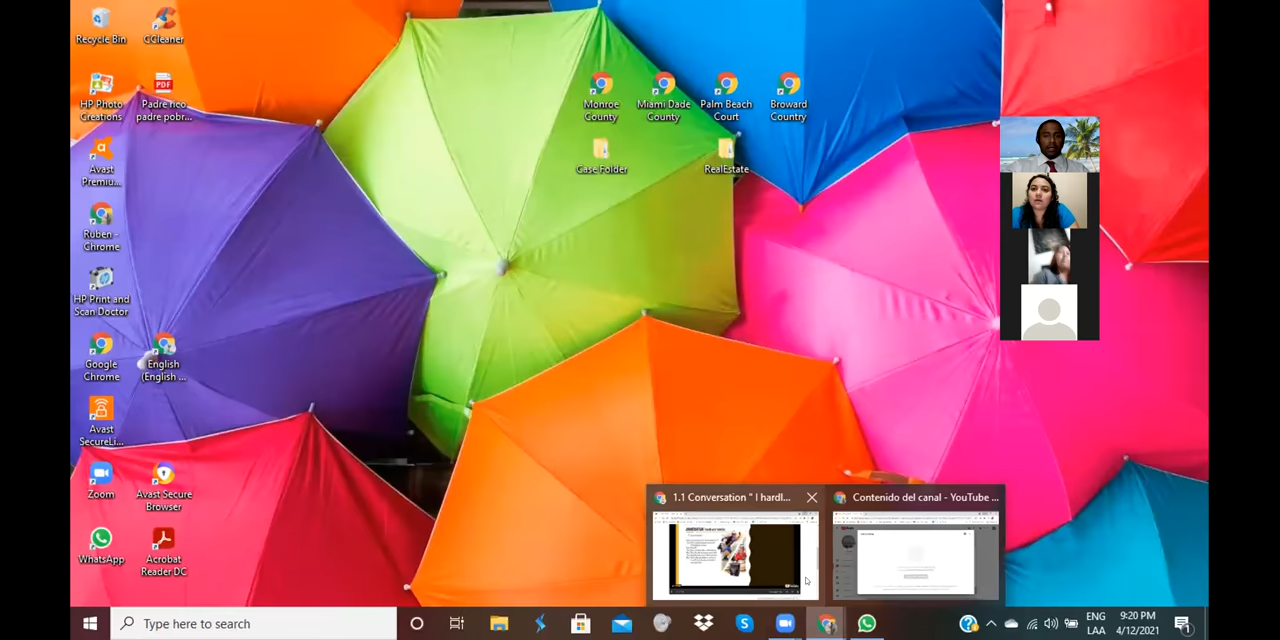 Recycle Bin
CCleaner
HP Photo
Creations
PDF
Padre rico
padre pobr...
Monroe
County
Miami Dade
County
Palm Beach
Court
Broward
Country
Avast
Premiu...
Case Folder
RealEstate
Ruben -
Chrome
HP Print and
Scan Doctor
Google
Chrome
English
(English ...
Avast
SecureLi...
Zoom
Avast Secure
Browser
WhatsApp
Acrobat
Reader DC
1.1 Conversation " I hardl...
Contenido del canal - YouTube ...
Type here to search
ENG
LAA
9:20 PM
4/12/2021
1